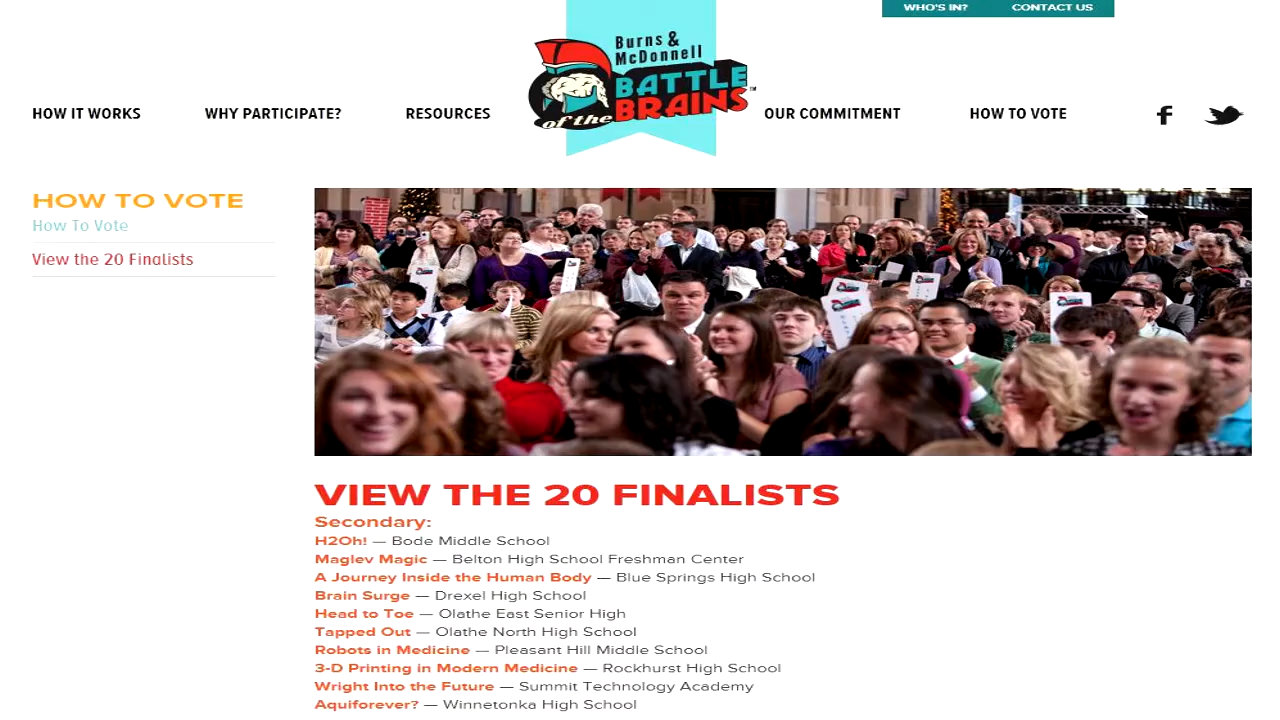 WHO'S IN? CONTACT US
Burns &
McDonnell
BATTLE
of the BRAINS™
HOW IT WORKS WHY PARTICIPATE? RESOURCES OUR COMMITMENT HOW TO VOTE
HOW TO VOTE
How To Vote
View the 20 Finalists
VIEW THE 20 FINALISTS
Secondary:
H2Oh! — Bode Middle School
Maglev Magic — Belton High School Freshman Center
A Journey Inside the Human Body — Blue Springs High School
Brain Surge — Drexel High School
Head to Toe — Olathe East Senior High
Tapped Out — Olathe North High School
Robots in Medicine — Pleasant Hill Middle School
3-D Printing in Modern Medicine — Rockhurst High School
Wright Into the Future — Summit Technology Academy
Aquiforever? — Winnetonka High School